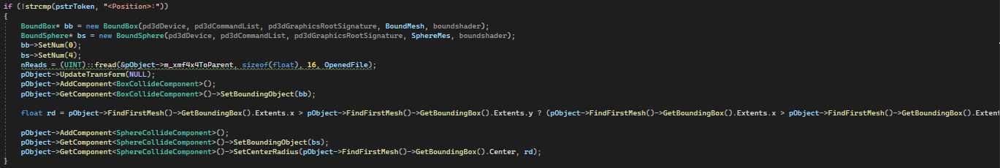 if (!strcmp(pstrToken, "<Position>:"))
{
BoundBox* bb = new BoundBox(pd3dDevice, pd3dCommandList, pd3dGraphicsRootSignature, BoundMesh, boundshader);
BoundSphere* bs = new BoundSphere(pd3dDevice, pd3dCommandList, pd3dGraphicsRootSignature, SphereMes, boundshader);
bb->SetNum(0);
bs->SetNum(4);
nReads = (UINT)::fread(&pObject->m_xmf4x4ToParent, sizeof(float), 16, OpenedFile);
pObject->UpdateTransform(NULL);
pObject->AddComponent<BoxCollideComponent>();
pObject->GetComponent<BoxCollideComponent>()->SetBoundingObject(bb);
float rd = pObject->FindFirstMesh()->GetBoundingBox().Extents.x > pObject->FindFirstMesh()->GetBoundingBox().Extents.y ? (pObject->FindFirstMesh()->GetBoundingBox().Extents.x > pObject->FindFirstMesh()->GetBoundingBox().Extent
pObject->AddComponent<SphereCollideComponent>();
pObject->GetComponent<SphereCollideComponent>()->SetBoundingObject(bs);
pObject->GetComponent<SphereCollideComponent>()->SetCenterRadius(pObject->FindFirstMesh()->GetBoundingBox().Center, rd);
}